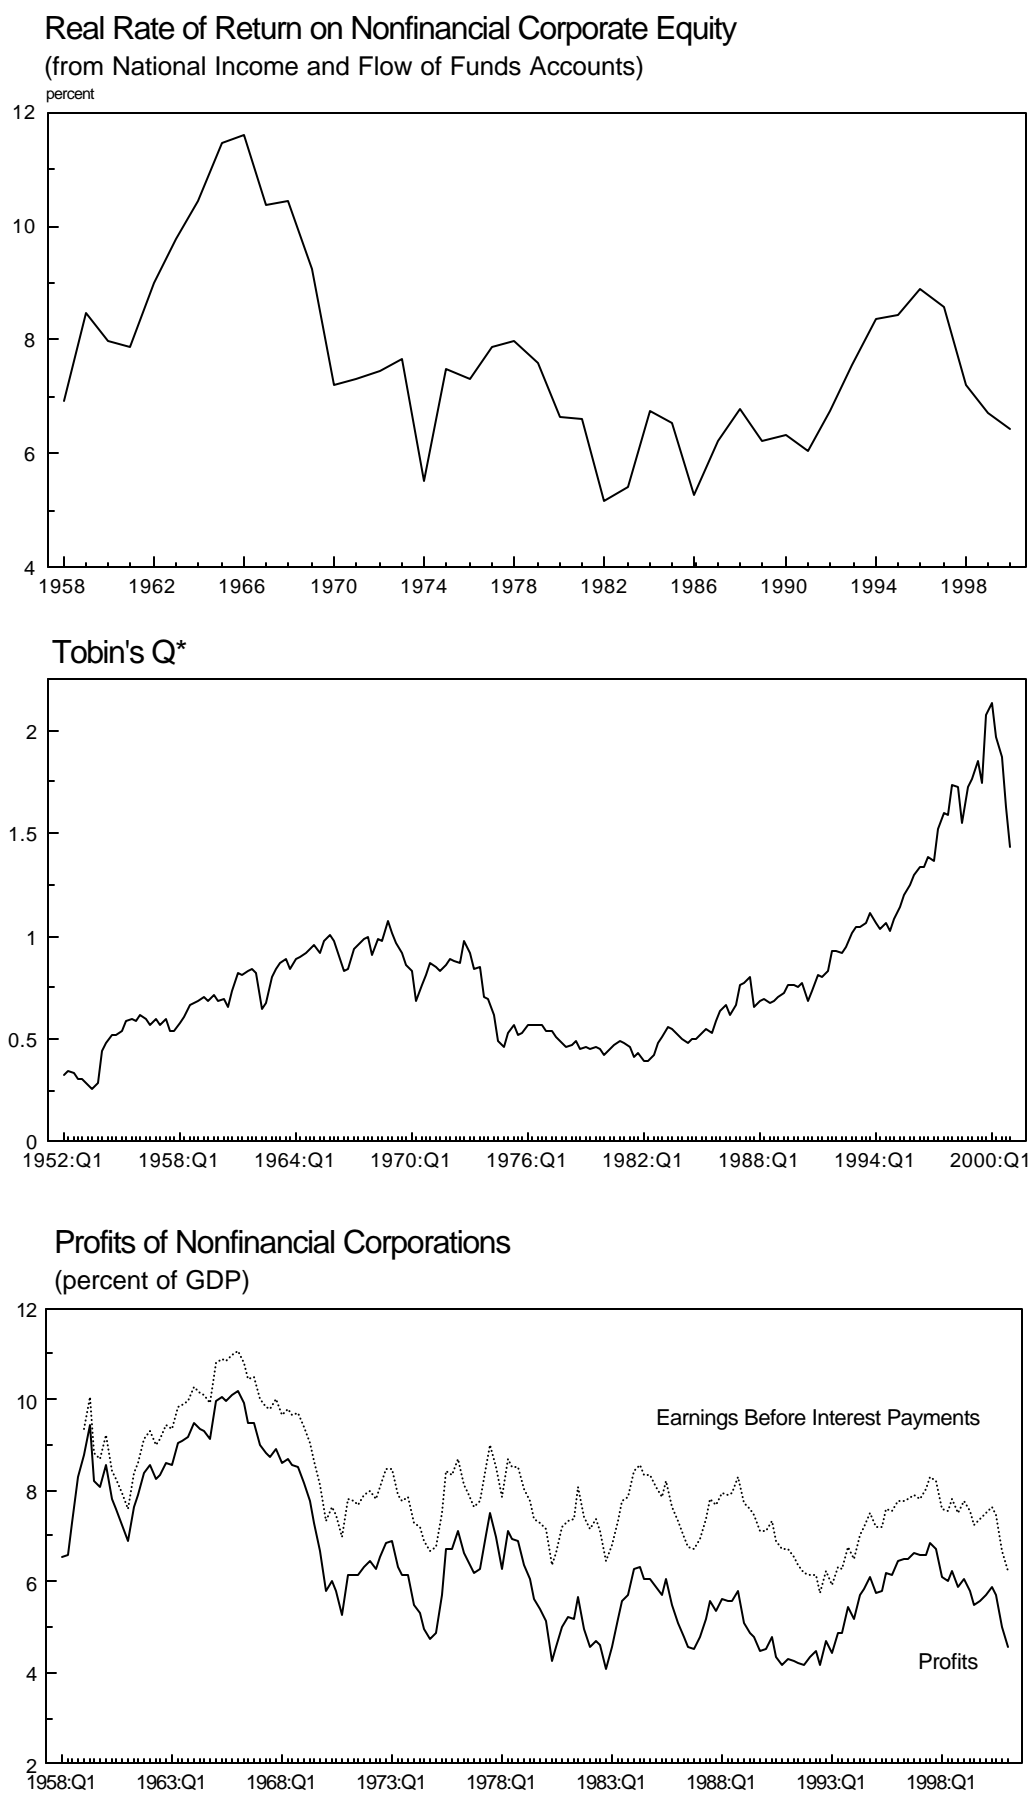 Real Rate of Return on Nonfinancial Corporate Equity
(from National Income and Flow of Funds Accounts)
percent
12
10
8
6
4
1958 1962 1966 1970 1974 1978 1982 1986 1990 1994 1998
Tobin's Q*
2
1.5
1
0.5
0
1952:Q1 1958:Q1 1964:Q1 1970:Q1 1976:Q1 1982:Q1 1988:Q1 1994:Q1 2000:Q1
Profits of Nonfinancial Corporations
(percent of GDP)
12
10
Earnings Before Interest Payments
8
6
Profits
4
2
1958:Q1 1963:Q1 1968:Q1 1973:Q1 1978:Q1 1983:Q1 1988:Q1 1993:Q1 1998:Q1